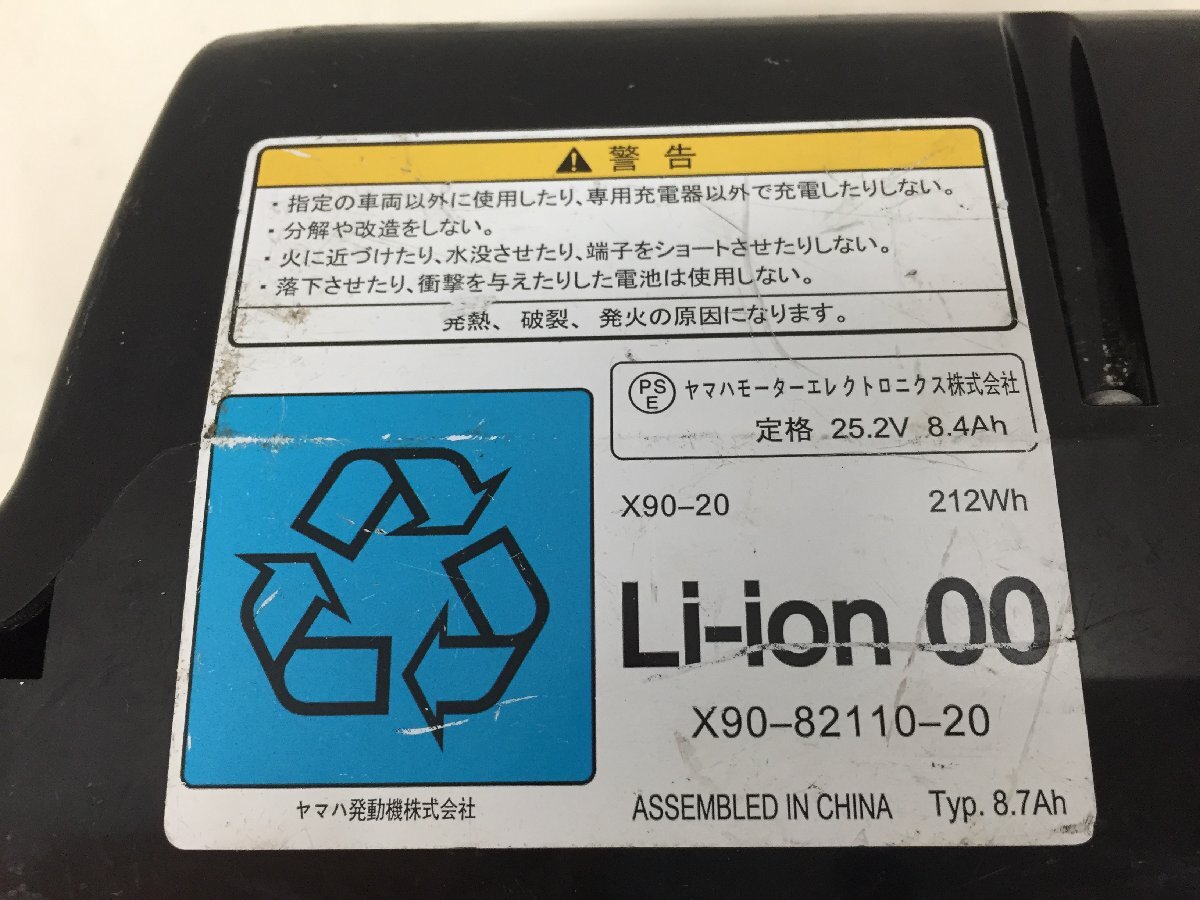 警告
・指定の車両以外に使用したり、専用充電器以外で充電したりしない。
・分解や改造をしない。
・火に近づけたり、水没させたり、端子をショートさせたりしない。
・落下させたり、衝撃を与えたりした電池は使用しない。
発熱、破裂、発火の原因になります。
PS
E
ヤマハモーターエレクトロニクス株式会社
定格 25.2V 8.4Ah
X90-20 212Wh
Li-ion 00
X90-82110-20
ヤマハ発動機株式会社
ASSEMBLED IN CHINA Typ. 8.7Ah